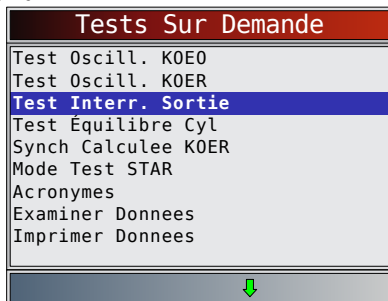 Tests Sur Demande
Test Oscill. KOEO
Test Oscill. KOER
Test Interr. Sortie
Test Équilibre Cyl
Synch Calculee KOER
Mode Test STAR
Acronymes
Examiner Donnees
Imprimer Donnees